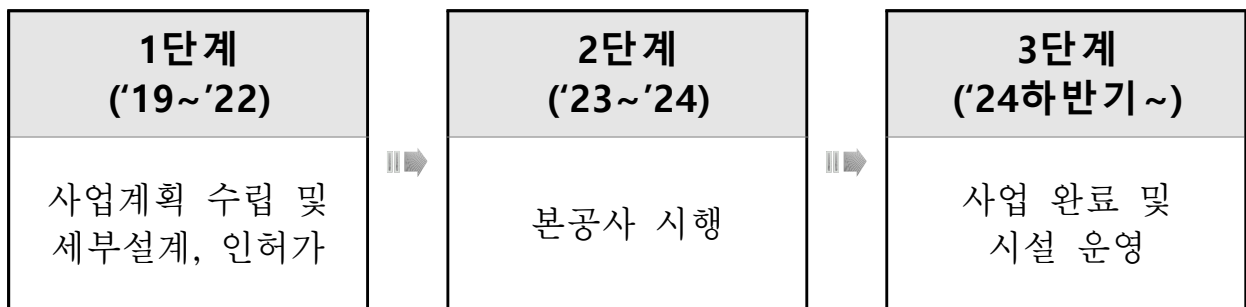 1단계
(‘19~’22)
사업계획 수립 및
세부설계, 인허가
2단계
(‘23~’24)
본공사 시행
3단계
(‘24하반기~)
사업 완료 및
시설 운영